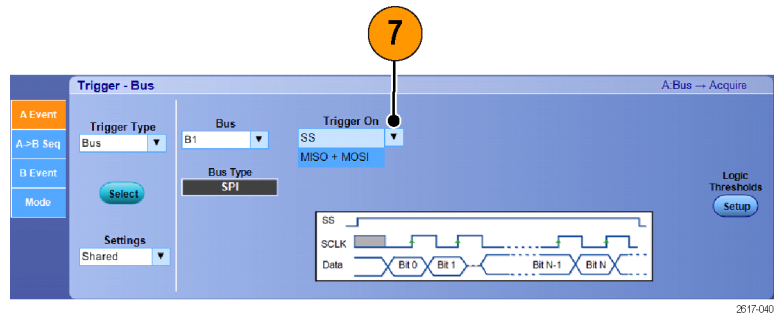 7
Trigger - Bus
A:Bus → Acquire
A Event
A->B Seq
B Event
Mode
Trigger Type
Bus
Select
Settings
Shared
Bus
B1
Bus Type
SPI
Trigger On
SS
MISO + MOSI
SS
SCLK
Data
Bit 0
Bit 1
Bit N-1
Bit N
Logic
Thresholds
Setup
2617-040